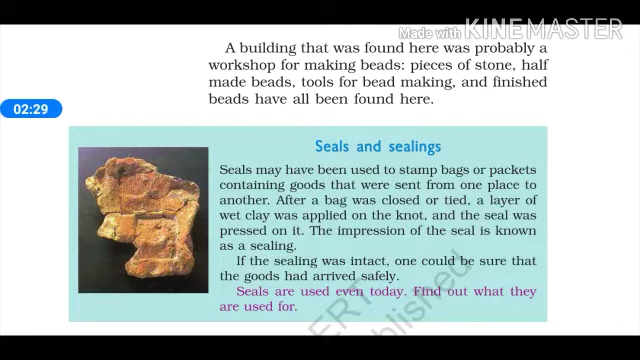 Made with KINEMASTER
A building that was found here was probably a
workshop for making beads: pieces of stone, half
made beads, tools for bead making, and finished
beads have all been found here.
02:29
Seals and sealings
Seals may have been used to stamp bags or packets
containing goods that were sent from one place to
another. After a bag was closed or tied, a layer of
wet clay was applied on the knot, and the seal was
pressed on it. The impression of the seal is known
as a sealing.
If the sealing was intact, one could be sure that
the goods had arrived safely.
Seals are used even today. Find out what they
are used for.